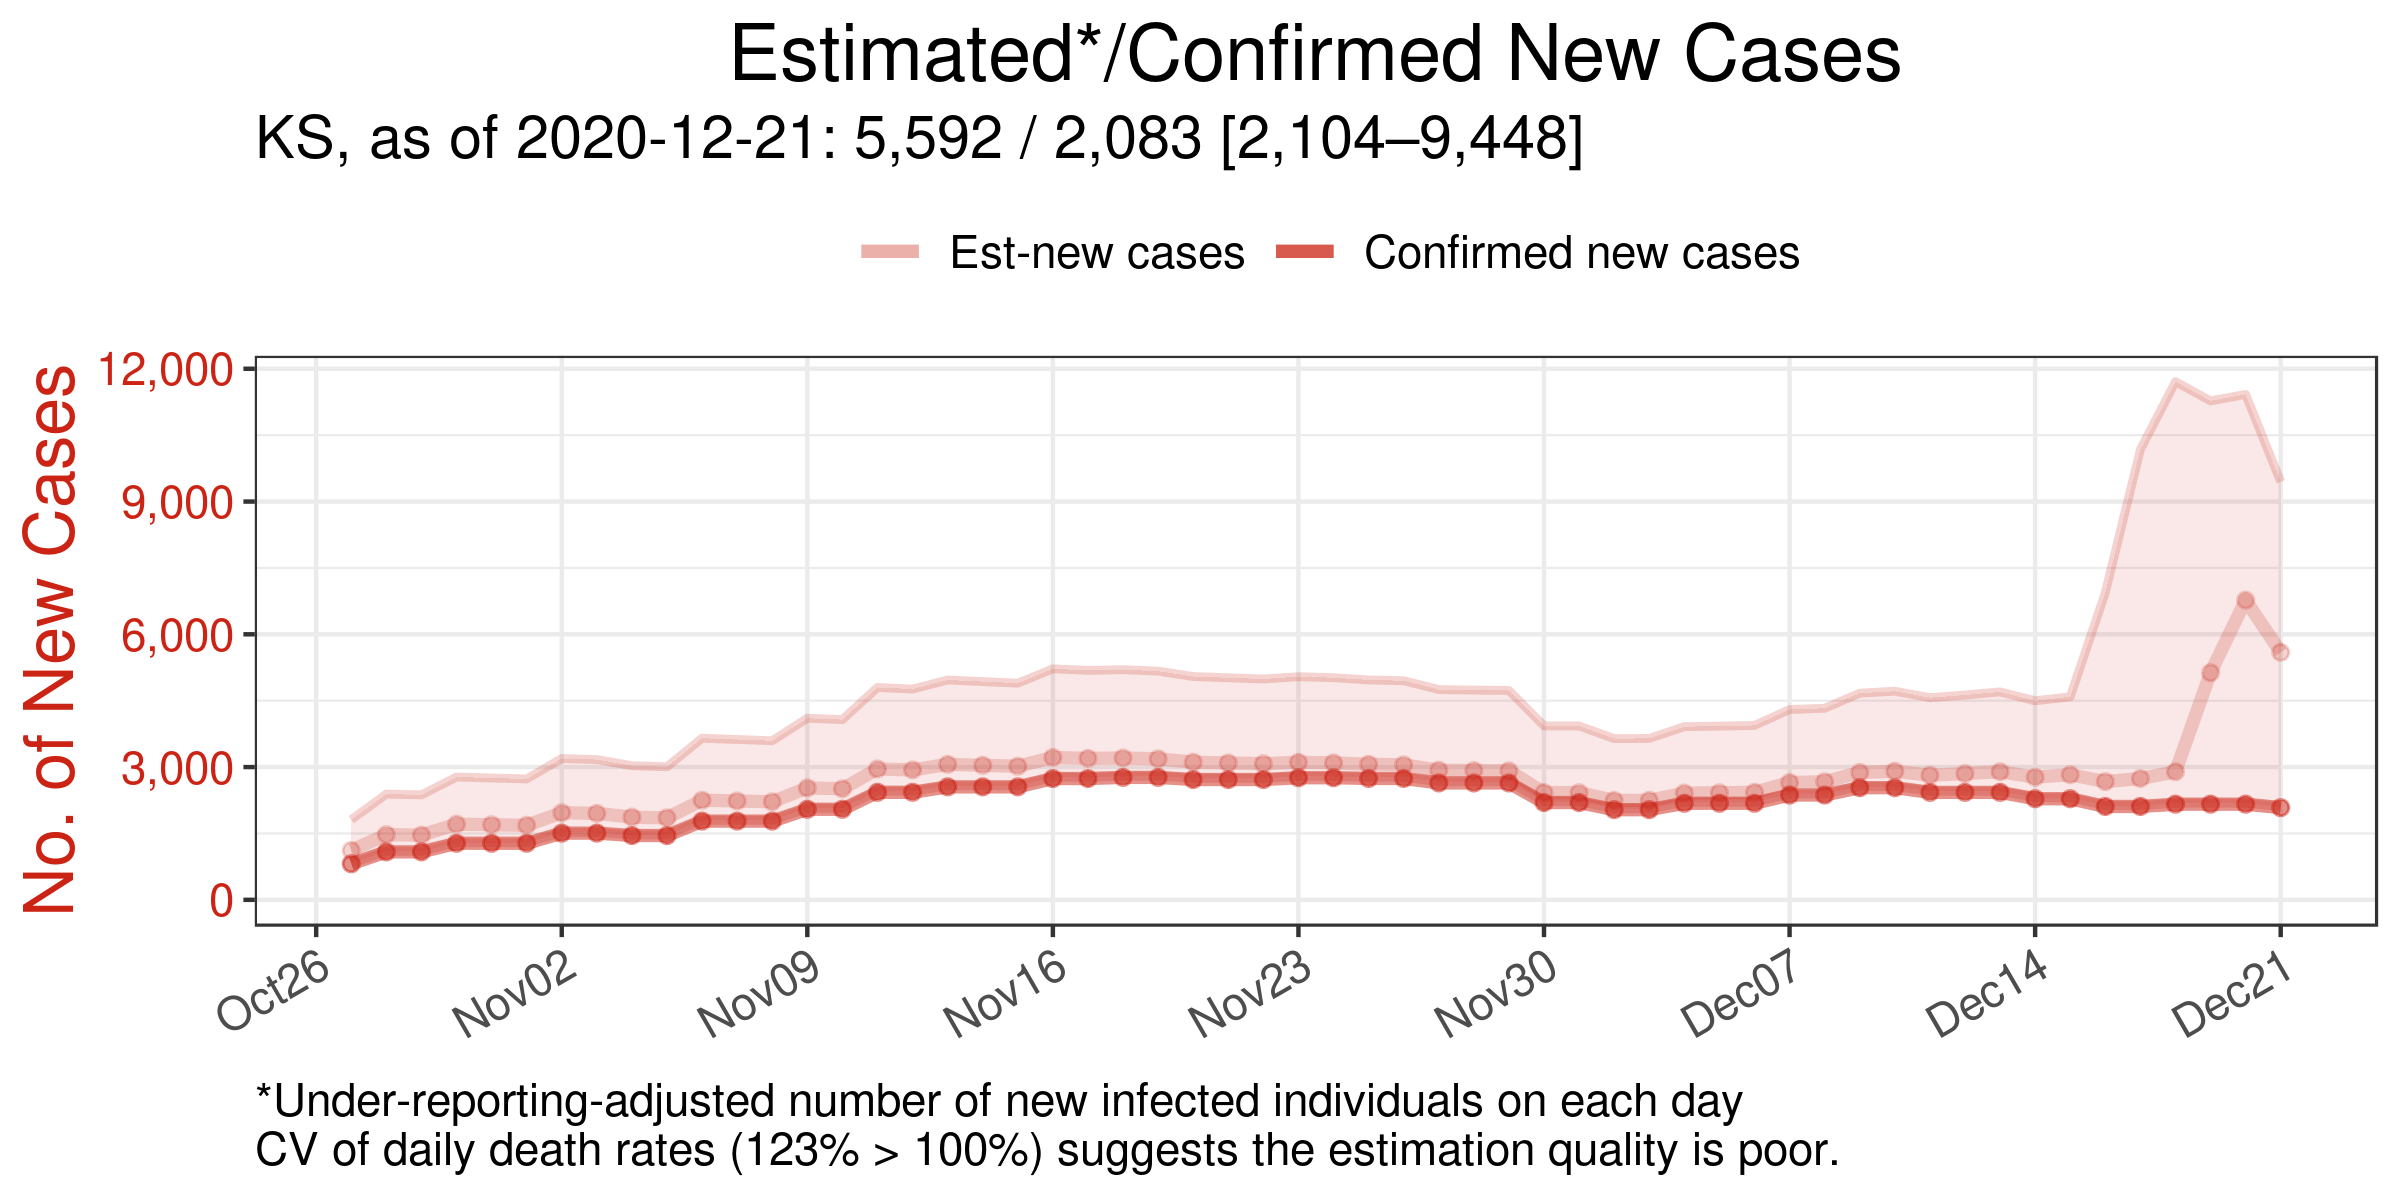 Estimated*/Confirmed New Cases
KS, as of 2020-12-21: 5,592 / 2,083 [2,104–9,448]
Est-new cases Confirmed new cases
No. of New Cases
12,000
9,000
6,000
3,000
0
Oct26 Nov02 Nov09 Nov16 Nov23 Nov30 Dec07 Dec14 Dec21
*Under-reporting-adjusted number of new infected individuals on each day
CV of daily death rates (123% > 100%) suggests the estimation quality is poor.